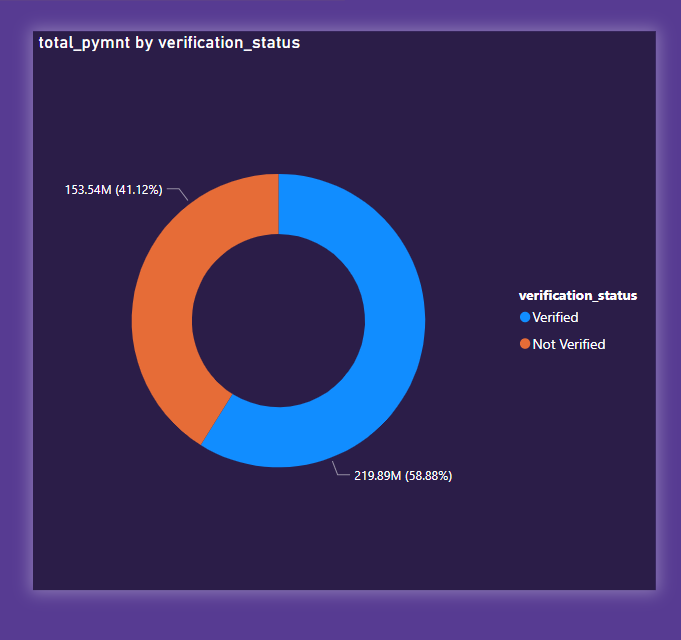 total_pymnt by verification_status
153.54M (41.12%)
verification_status
Verified
Not Verified
219.89M (58.88%)